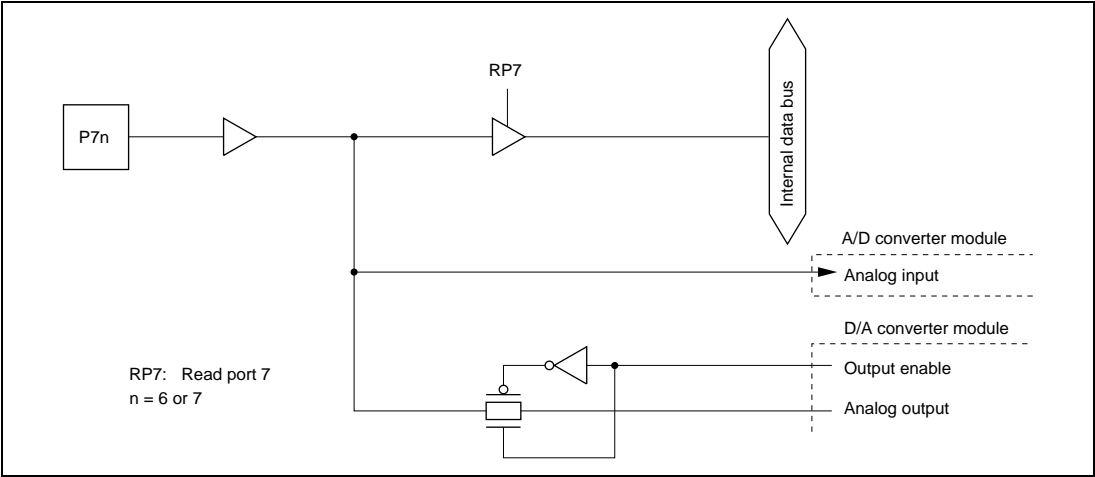 RP7
P7n
Internal data bus
A/D converter module
Analog input
D/A converter module
Output enable
Analog output
RP7: Read port 7
n = 6 or 7